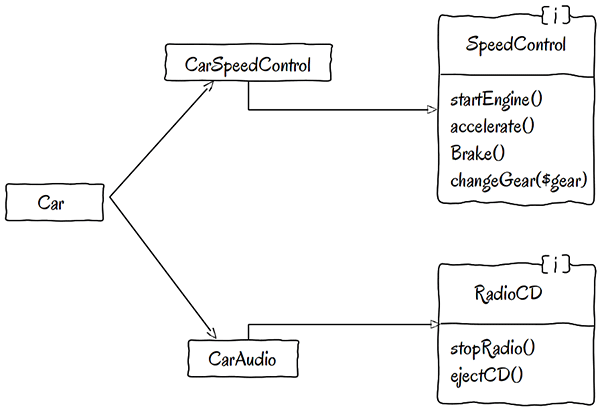 [i]
SpeedControl
CarSpeedControl
startEngine()
accelerate()
Brake()
changeGear($gear)
Car
[i]
RadioCD
CarAudio
stopRadio()
ejectCD()